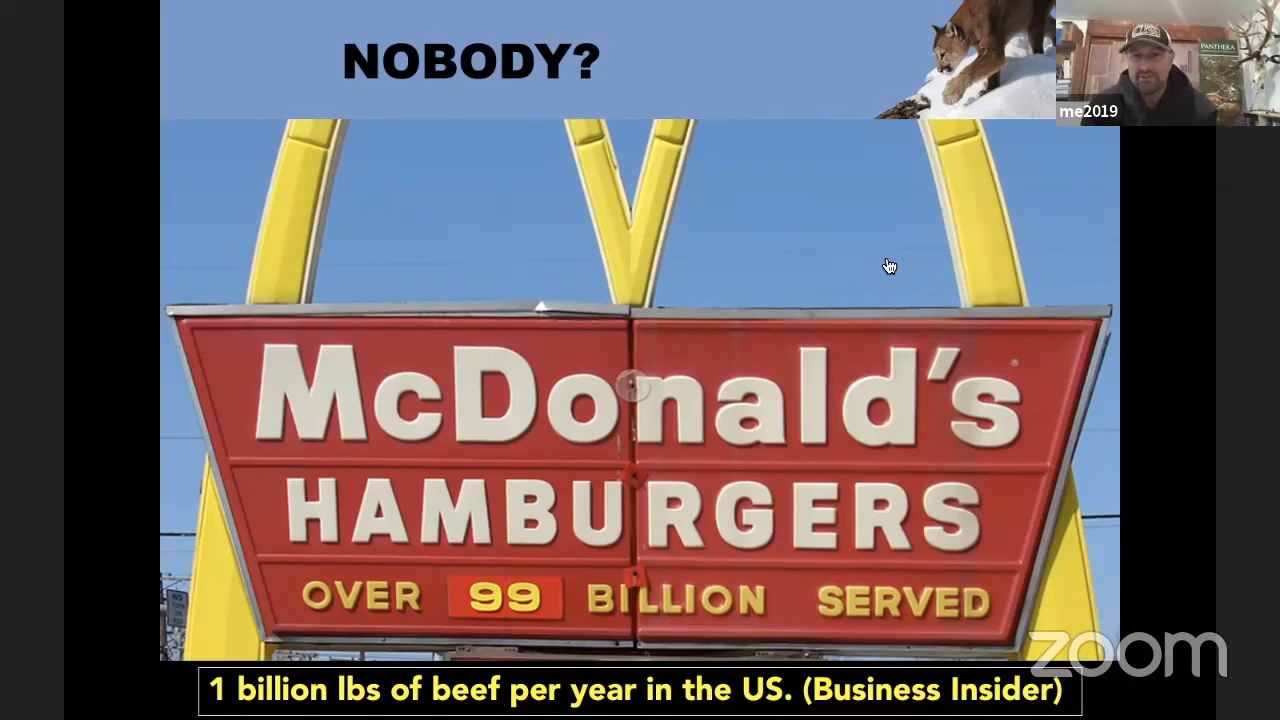 NOBODY?
PANTHERA
me2019
McDonald's
HAMBURGERS
OVER 99 BILLION SERVED
zoom
1 billion lbs of beef per year in the US. (Business Insider)